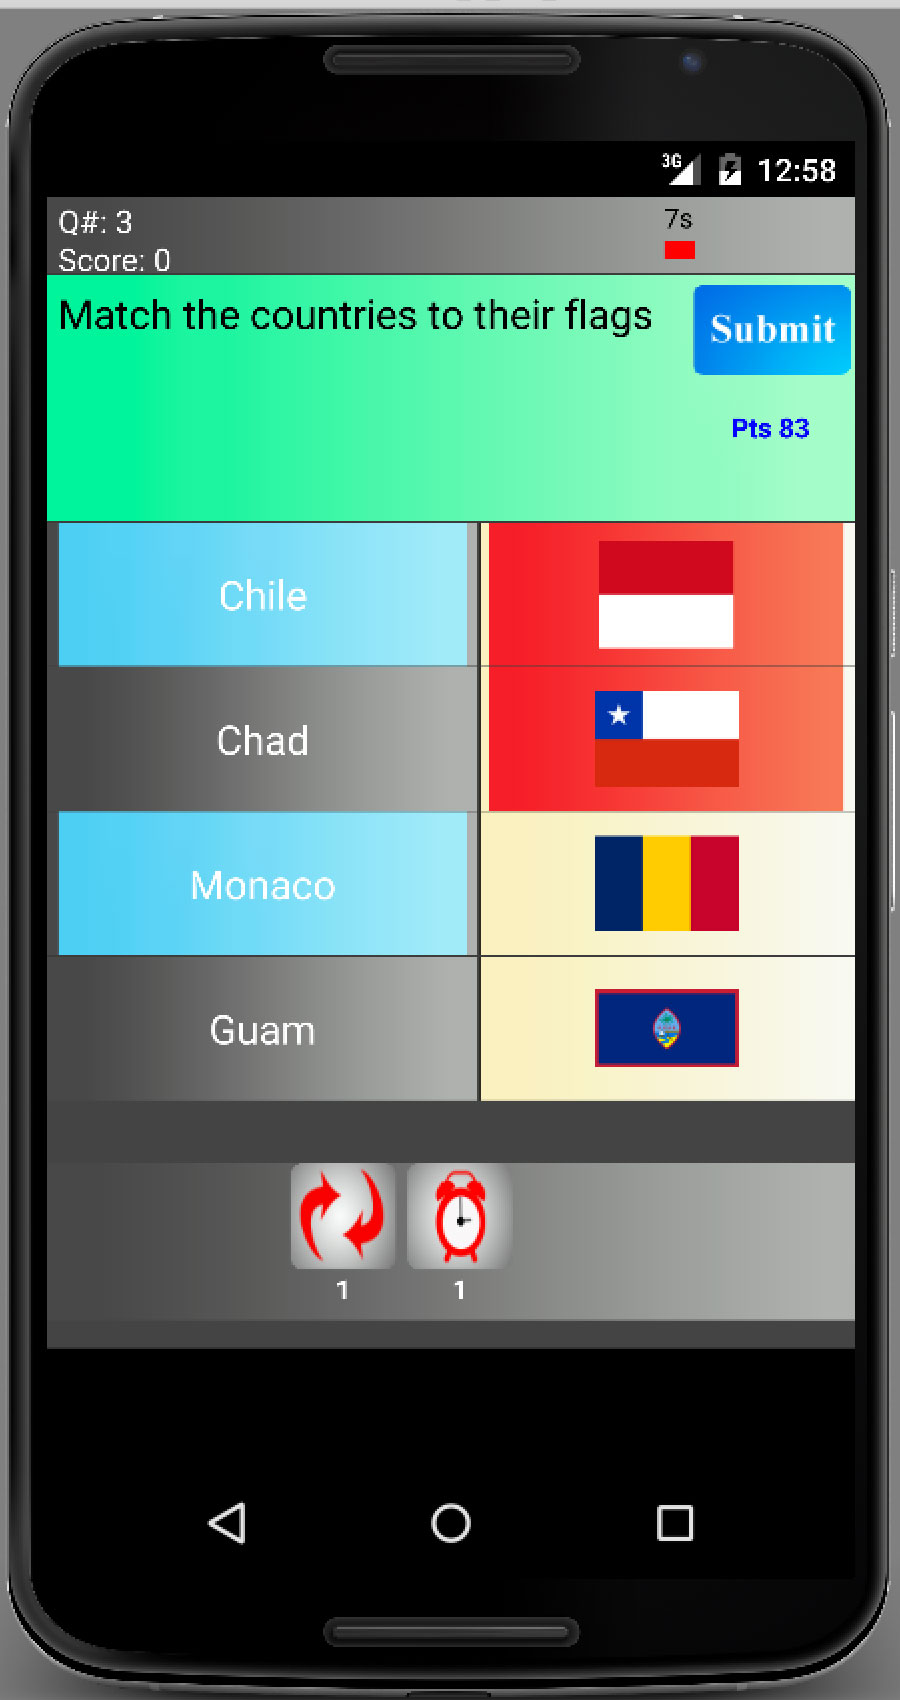 3G 12:58
Q#: 3
7s
Score: 0
Match the countries to their flags
Submit
Pts 83
Chile
Chad
Monaco
Guam
1 1